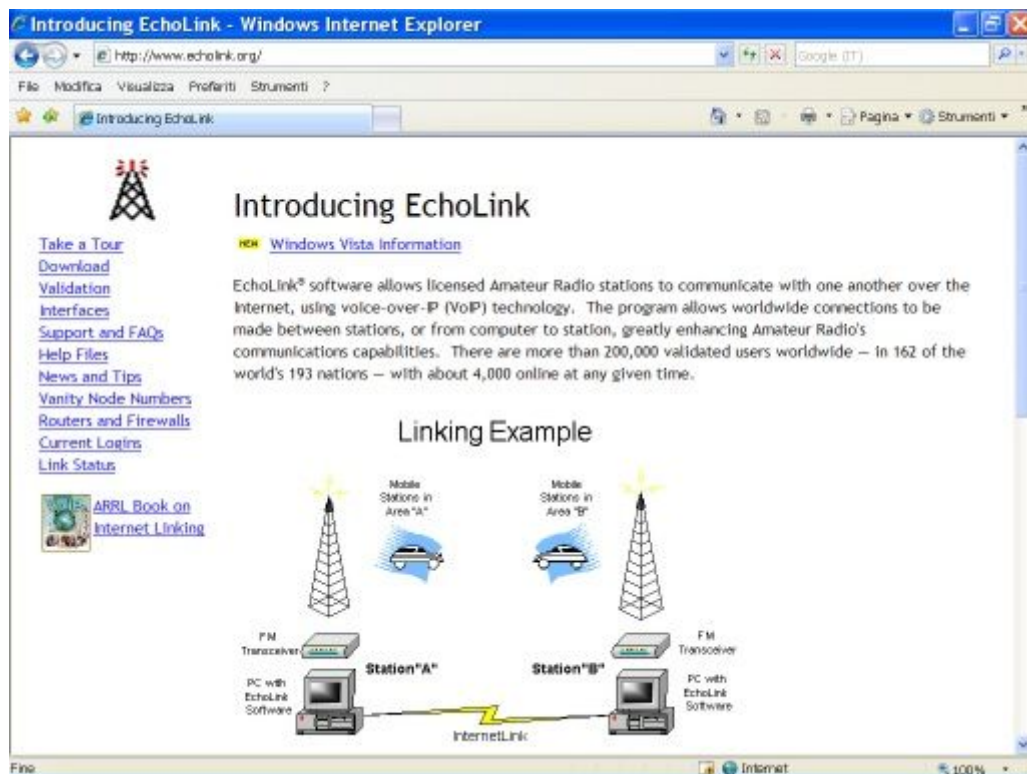 Introducing EchoLink - Windows Internet Explorer
http://www.echolink.org/
Google (IT)
File Modifica Visualizza Preferiti Strumenti ?
Introducing EchoLink
Pagina Strumenti
Introducing EchoLink
NEW Windows Vista Information
Take a Tour
Download
Validation
Interfaces
Support and FAQs
Help Files
News and Tips
Vanity Node Numbers
Routers and Firewalls
Current Logins
Link Status
ARRL Book on
Internet Linking
EchoLink® software allows licensed Amateur Radio stations to communicate with one another over the
Internet, using voice-over-IP (VoIP) technology. The program allows worldwide connections to be
made between stations, or from computer to station, greatly enhancing Amateur Radio's
communications capabilities. There are more than 200,000 validated users worldwide — in 162 of the
world's 193 nations — with about 4,000 online at any given time.
Linking Example
Mobile
Stations in
Area "A"
Mobile
Stations in
Area "B"
FM
Transceiver
Station"A"
PC with
EchoLink
Software
Station"B"
FM
Transceiver
PC with
EchoLink
Software
InternetLink
Fine
Internet
100%